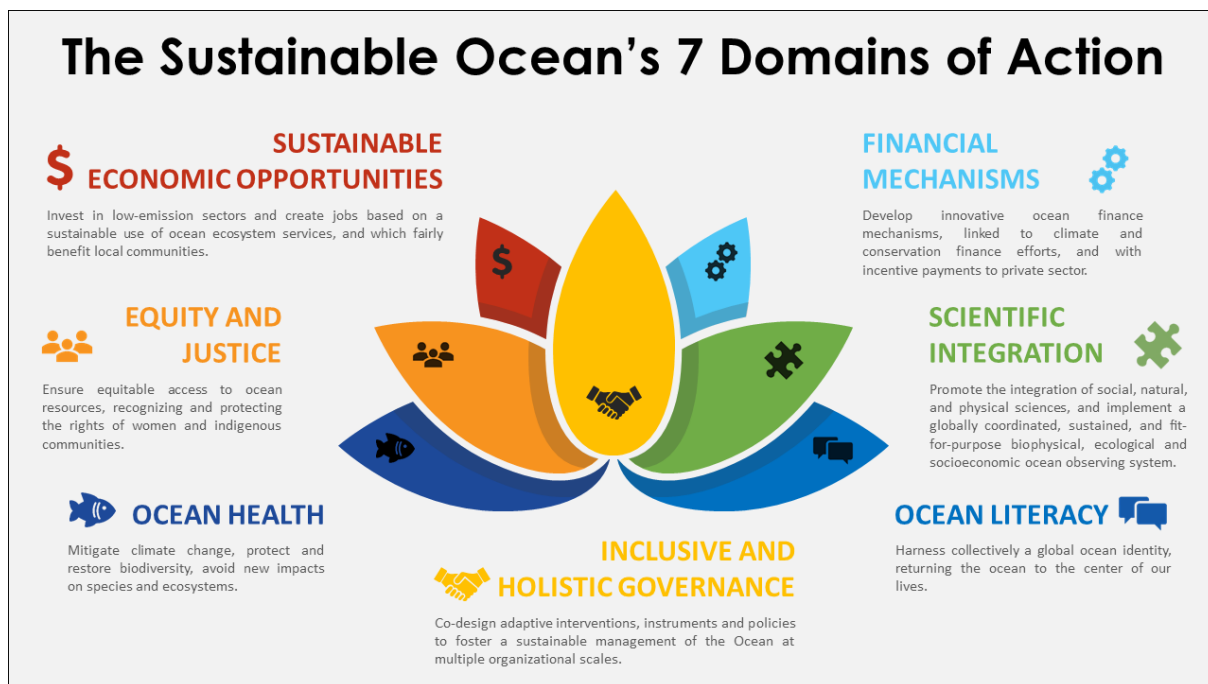 The Sustainable Ocean's 7 Domains of Action
SUSTAINABLE
ECONOMIC OPPORTUNITIES
Invest in low-emission sectors and create jobs based on a
sustainable use of ocean ecosystem services, and which fairly
benefit local communities.
EQUITY AND
JUSTICE
Ensure equitable access to ocean
resources, recognizing and protecting
the rights of women and indigenous
communities.
OCEAN HEALTH
Mitigate climate change, protect and
restore biodiversity, avoid new impacts
on species and ecosystems.
INCLUSIVE AND
HOLISTIC GOVERNANCE
Co-design adaptive interventions, instruments and policies
to foster a sustainable management of the Ocean at
multiple organizational scales.
FINANCIAL
MECHANISMS
Develop innovative ocean finance
mechanisms, linked to climate and
conservation finance efforts, and with
incentive payments to private sector.
SCIENTIFIC
INTEGRATION
Promote the integration of social, natural,
and physical sciences, and implement a
globally coordinated, sustained, and fit-
for-purpose biophysical, ecological and
socioeconomic ocean observing system.
OCEAN LITERACY
Harness collectively a global ocean identity,
returning the ocean to the center of our
lives.